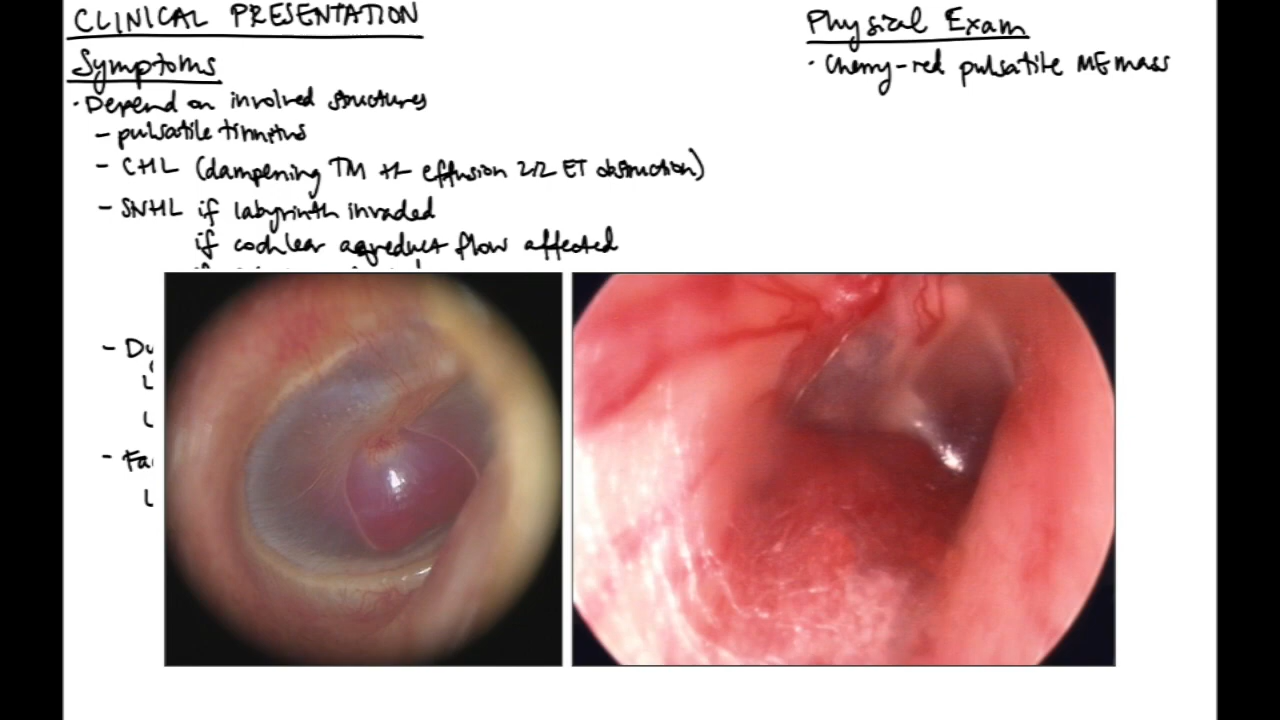 CLINICAL PRESENTATION
Symptoms
· Depend on involved structures
- pulsatile tinnitus
- CHL (dampening TM +/- effusion 2/2 ET obstruction)
- SNHL if labyrinth invaded
if cochlear aqueduct flow affected
- Fa
Physical Exam
· Cherry-red pulsatile ME mass